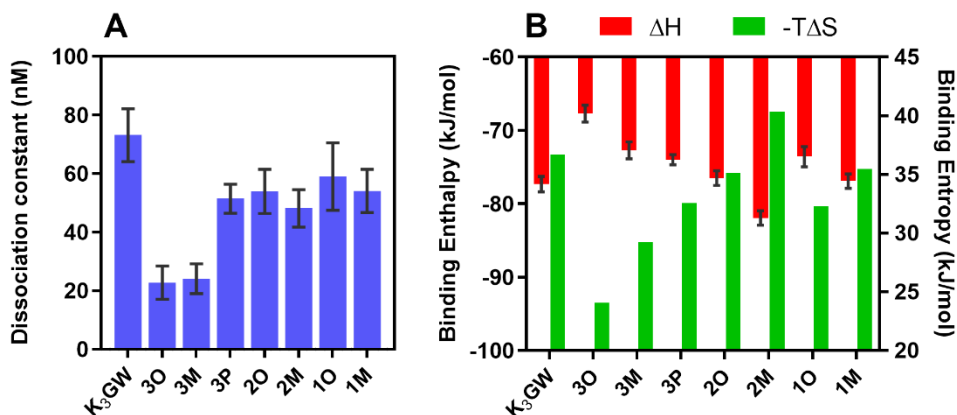 A
Dissociation constant (nM)
100
80
60
40
20
0
K₃GW 3O 3M 3P 2O 2M 1O 1M
B
ΔH -TΔS
Binding Enthalpy (kJ/mol)
-60
-70
-80
-90
-100
45
40
35
30
25
20
Binding Entropy (kJ/mol)
K₃GW 3O 3M 3P 2O 2M 1O 1M